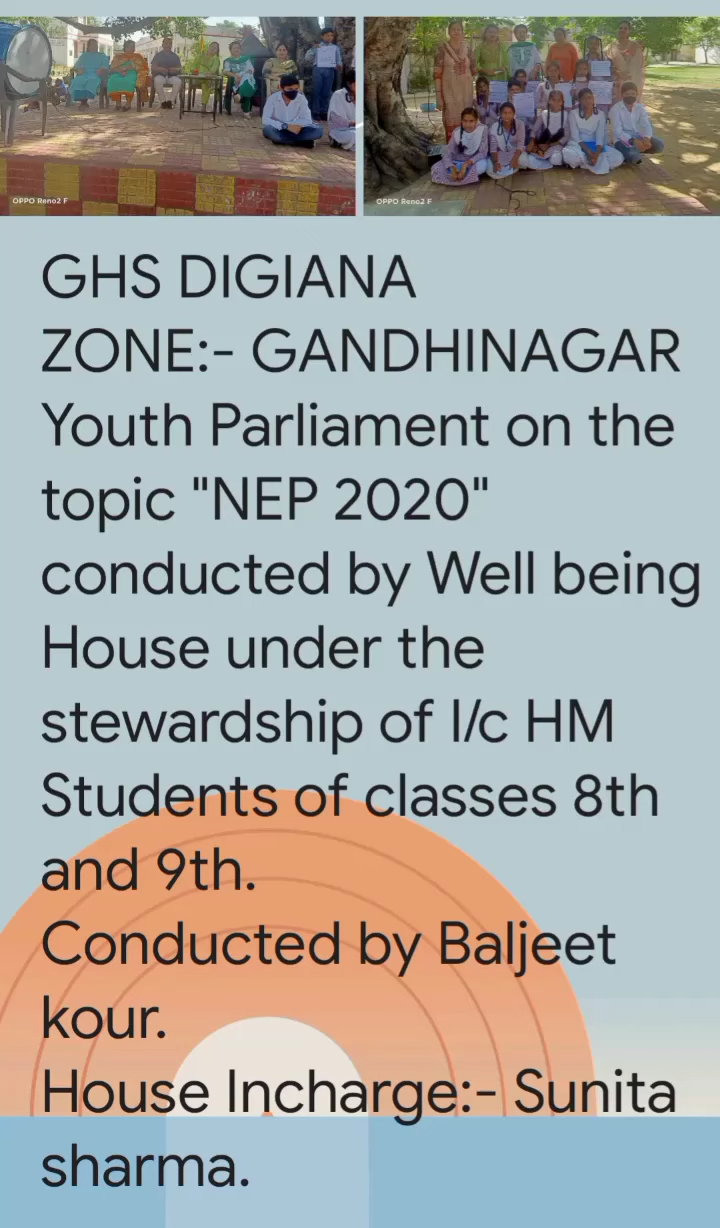 OPPO Reno2 F
OPPO Reno2 F
GHS DIGIANA
ZONE:- GANDHINAGAR
Youth Parliament on the
topic "NEP 2020"
conducted by Well being
House under the
stewardship of I/c HM
Students of classes 8th
and 9th.
Conducted by Baljeet
kour.
House Incharge:- Sunita
sharma.